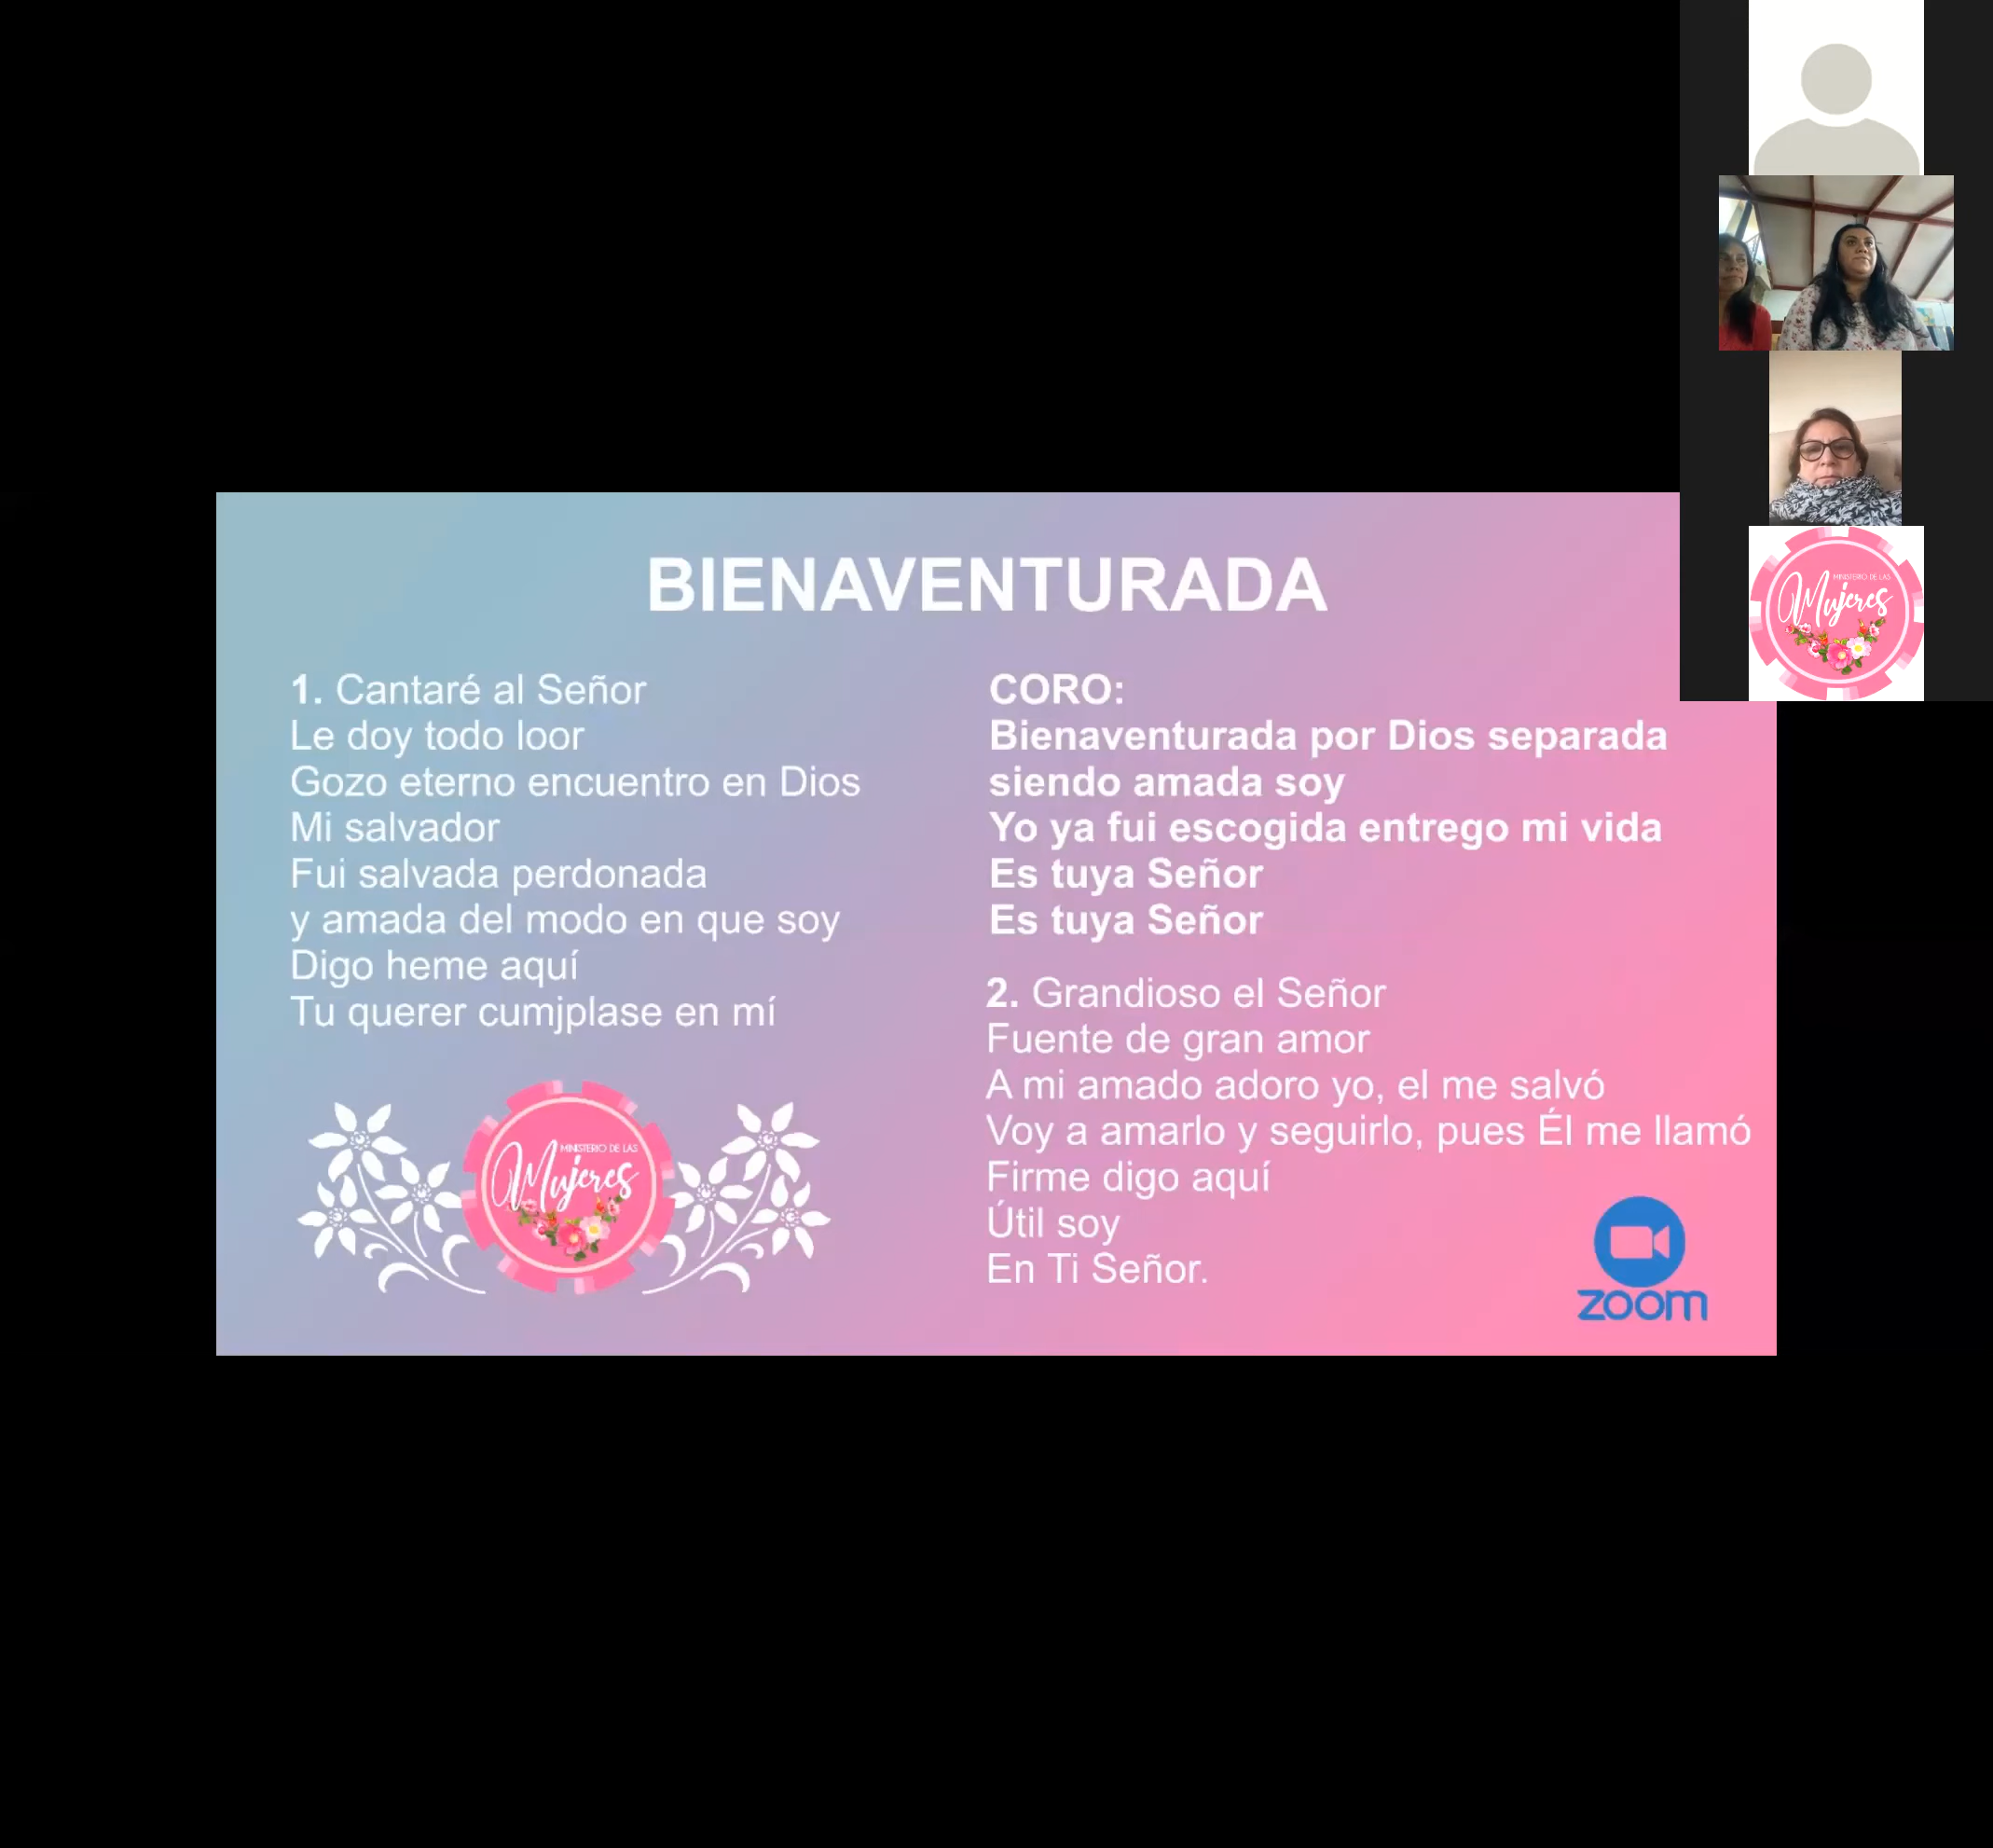 BIENAVENTURADA
1. Cantaré al Señor
Le doy todo loor
Gozo eterno encuentro en Dios
Mi salvador
Fui salvada perdonada
y amada del modo en que soy
Digo heme aquí
Tu querer cumjplase en mí
CORO:
Bienaventurada por Dios separada
siendo amada soy
Yo ya fui escogida entrego mi vida
Es tuya Señor
Es tuya Señor
2. Grandioso el Señor
Fuente de gran amor
A mi amado adoro yo, el me salvó
Voy a amarlo y seguirlo, pues Él me llamó
Firme digo aquí
Útil soy
En Ti Señor.
MINISTERIO DE LAS
Mujeres
zoom
MINISTERIO DE LAS
Mujeres